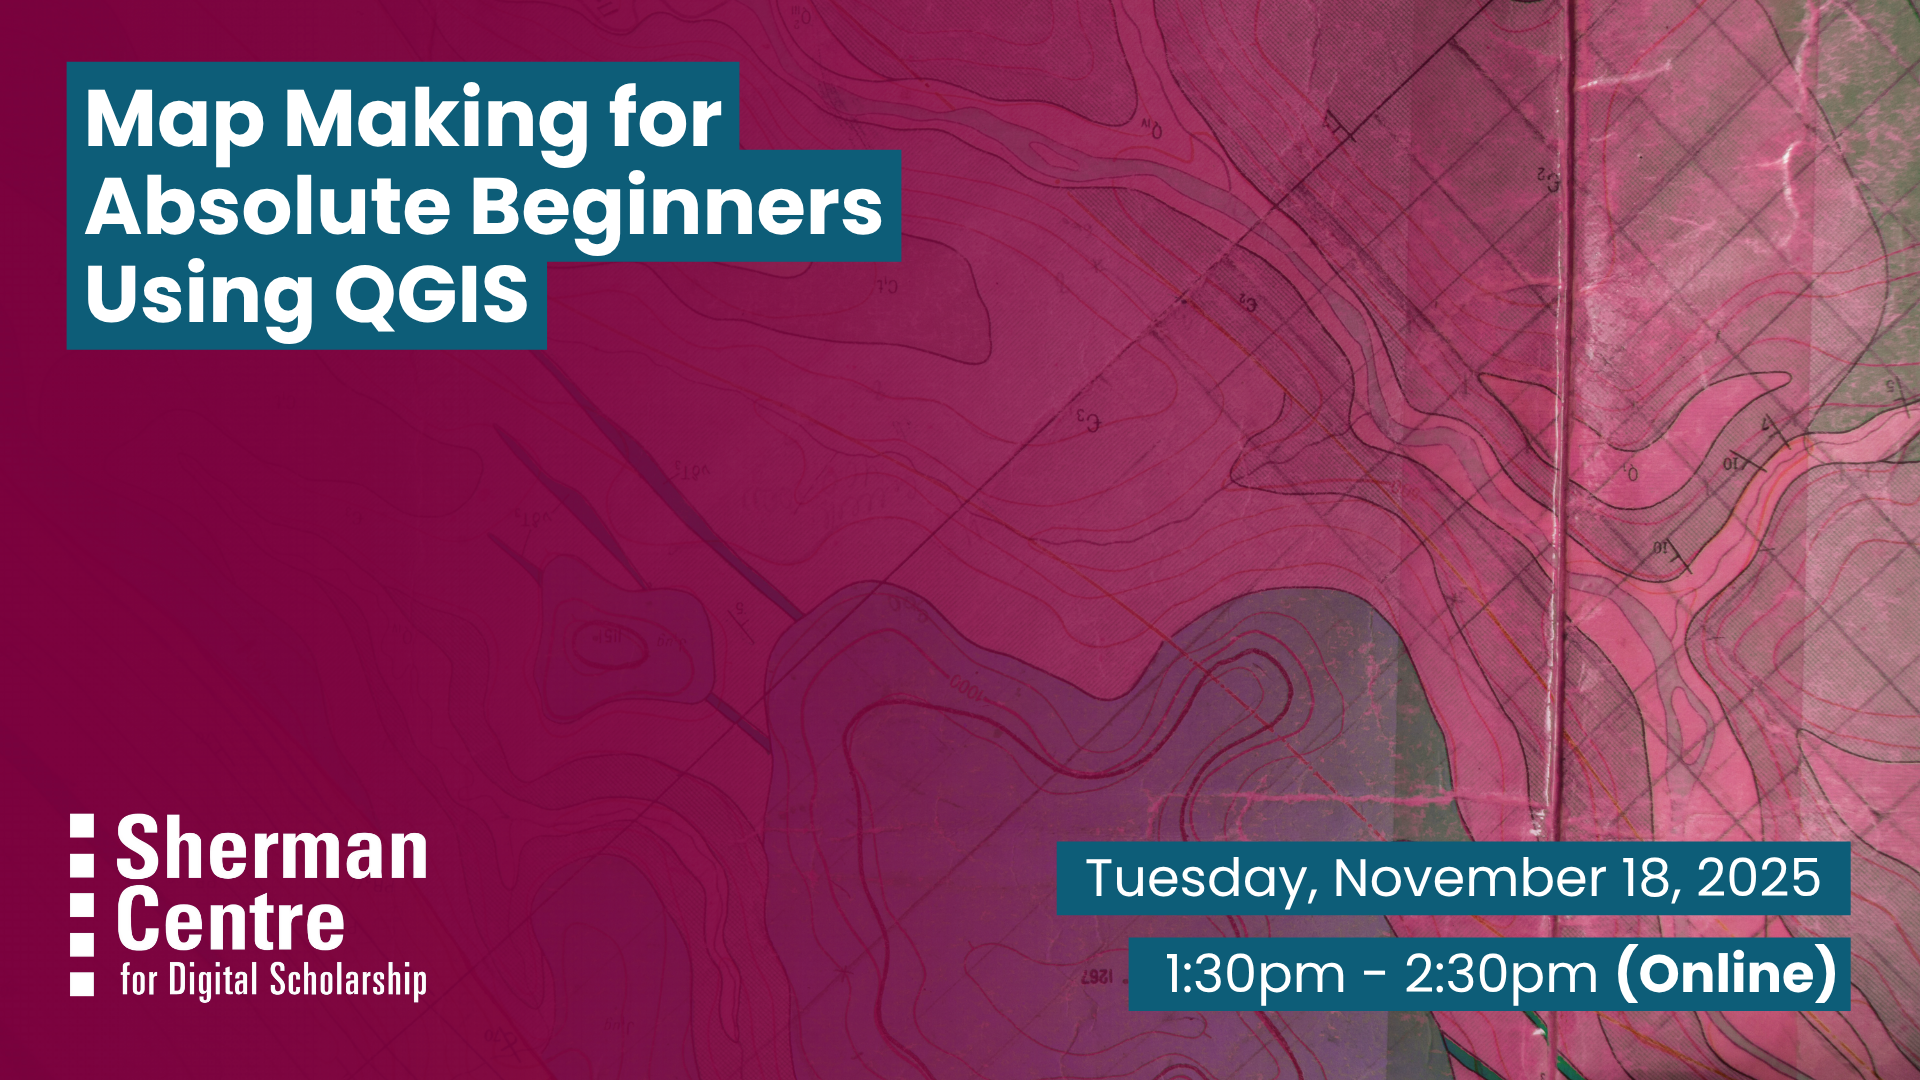 Map Making for
Absolute Beginners
Using QGIS
Sherman
Centre
for Digital Scholarship
Tuesday, November 18, 2025
1:30pm - 2:30pm (Online)